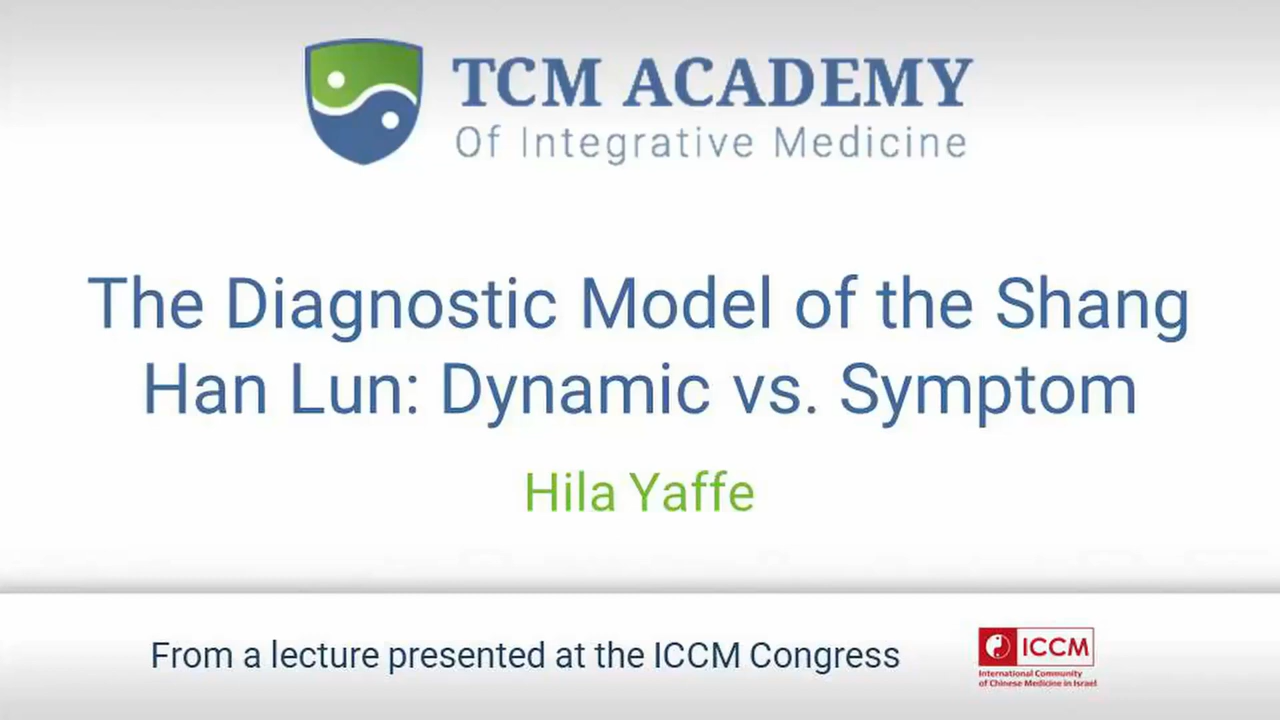 TCM ACADEMY
Of Integrative Medicine
The Diagnostic Model of the Shang
Han Lun: Dynamic vs. Symptom
Hila Yaffe
From a lecture presented at the ICCM Congress
ICCM
International Community
of Chinese Medicine in Israel